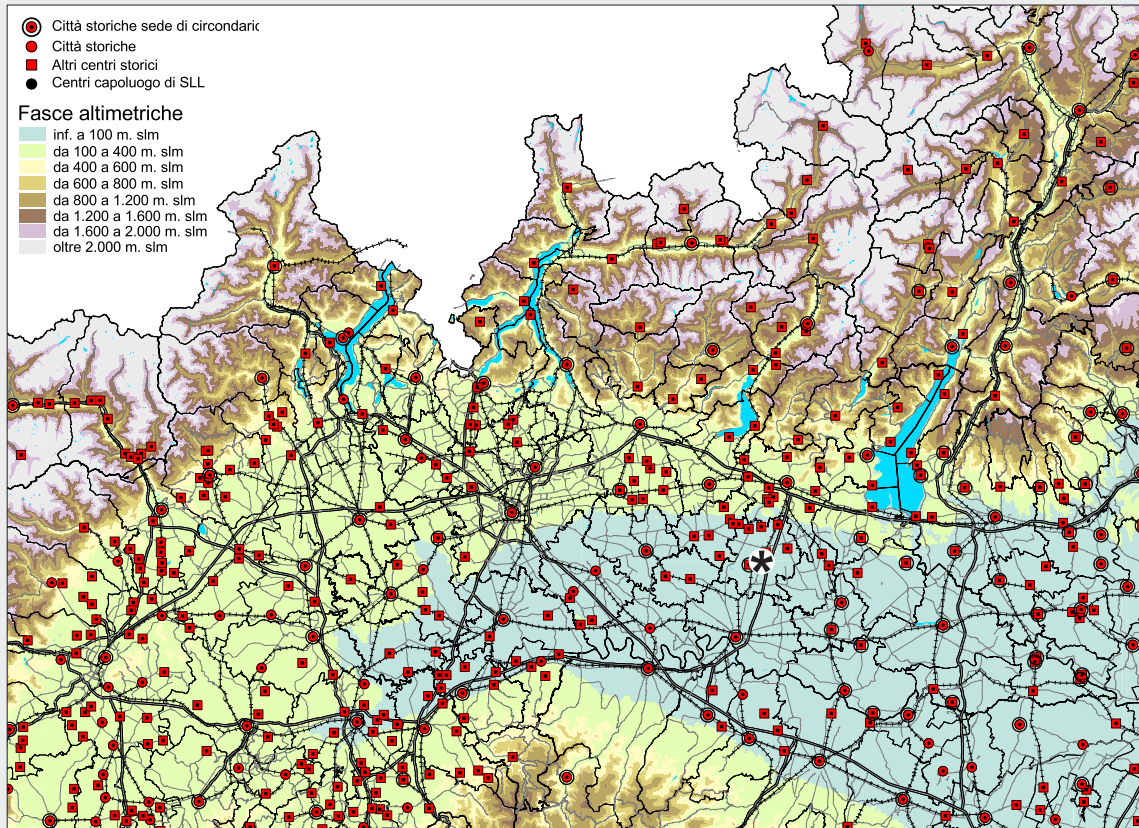 Città storiche sede di circondaric
Città storiche
Altri centri storici
Centri capoluogo di SLL
Fasce altimetriche
inf. a 100 m. slm
da 100 a 400 m. slm
da 400 a 600 m. slm
da 600 a 800 m. slm
da 800 a 1.200 m. slm
da 1.200 a 1.600 m. slm
da 1.600 a 2.000 m. slm
oltre 2.000 m. slm
*